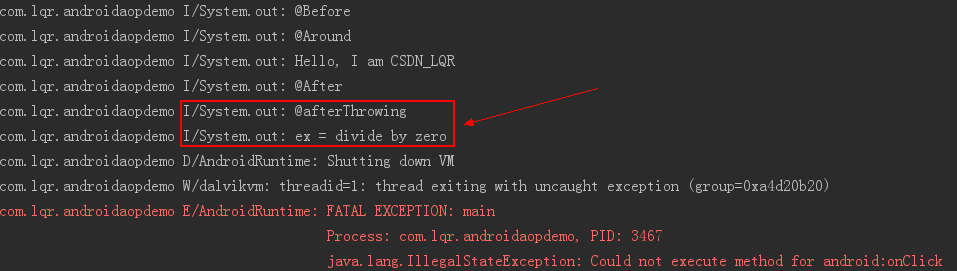 com.lqr.androidaopdemo I/System.out: @Before
com.lqr.androidaopdemo I/System.out: @Around
com.lqr.androidaopdemo I/System.out: Hello, I am CSDN_LQR
com.lqr.androidaopdemo I/System.out: @After
com.lqr.androidaopdemo I/System.out: @afterThrowing
com.lqr.androidaopdemo I/System.out: ex = divide by zero
com.lqr.androidaopdemo D/AndroidRuntime: Shutting down VM
com.lqr.androidaopdemo W/dalvikvm: threadid=1: thread exiting with uncaught exception (group=0xa4d20b20)
com.lqr.androidaopdemo E/AndroidRuntime: FATAL EXCEPTION: main
Process: com.lqr.androidaopdemo, PID: 3467
java.lang.IllegalStateException: Could not execute method for android:onClick